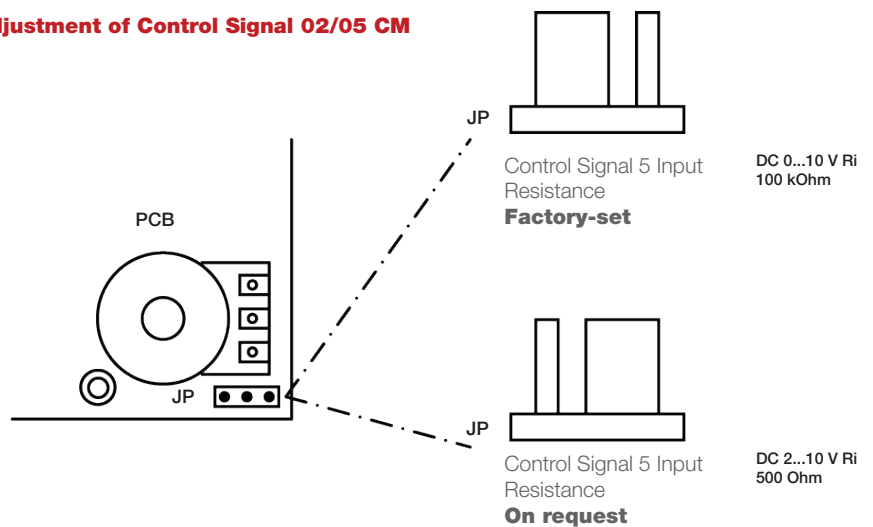 djustment of Control Signal 02/05 CM
JP
Control Signal 5 Input
Resistance
Factory-set
DC 0...10 V Ri
100 kOhm
PCB
JP
JP
Control Signal 5 Input
Resistance
On request
DC 2...10 V Ri
500 Ohm